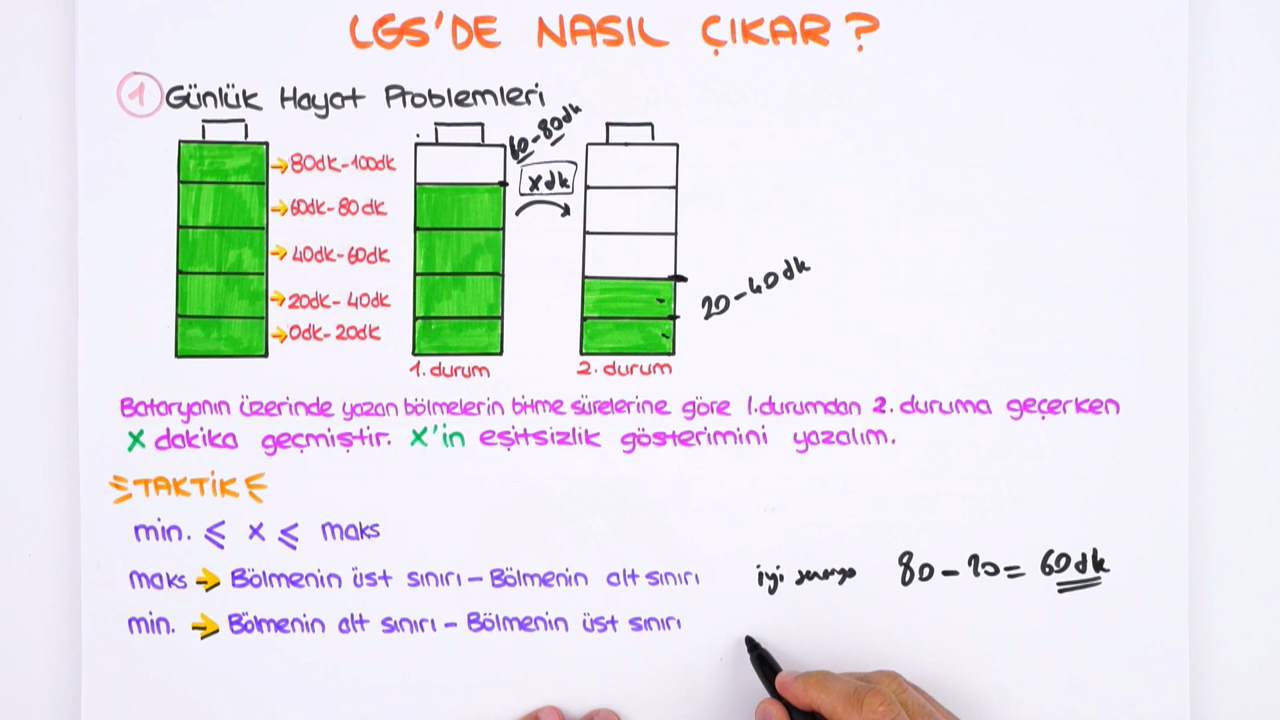 LGS'DE NASIL ÇIKAR?
1 Günlük Hayat Problemleri
60-80dk
80dk-100dk
x dk
60dk-80dk
40dk-60dk
20-40dk
20dk-40dk
0dk-20dk
1. durum
2. durum
Bataryanın üzerinde yazan bölmelerin bitme sürelerine göre 1.durumdan 2. duruma geçerken
x dakika geçmiştir. x'in eşitsizlik gösterimini yazalım.
TAKTİK
min. ≤ x ≤ maks
maks → Bölmenin üst sınırı - Bölmenin alt sınırı
iyi senaryo 80-20= 60dk
min. → Bölmenin alt sınırı - Bölmenin üst sınırı